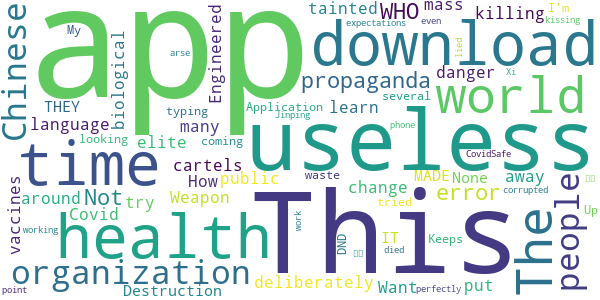 app
This
useless
download
health
time
world
The
organization
people
Chinese
WHO
mass
tainted
killing
propaganda
danger
learn
error
away
change
put
Want
Not
try
many
How
elite
cartels
language
around
vaccines
Covid
biological
Engineered
typing
THEY
My
looking
Application
several
coming
public
Weapon
deliberately
Destruction
IT
tried
MADE
None
Keeps
Up
DND
waste
work
phone
died
corrupted
CovidSafe
perfectly
point
working
Jinping
Xi
lied
even
kissing
I'm
expectations
arse